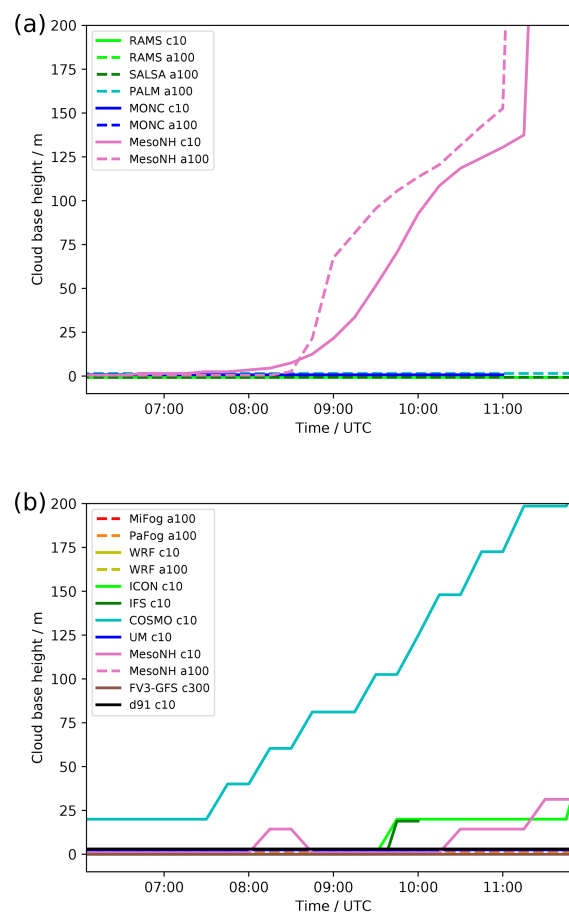 (a)
200
175
150
125
100
75
50
25
0
Cloud base height / m
RAMS c10
RAMS a100
SALSA a100
PALM a100
MONC c10
MONC a100
MesoNH c10
MesoNH a100
07:00 08:00 09:00 10:00 11:00
Time / UTC
(b)
200
175
150
125
100
75
50
25
0
Cloud base height / m
MiFog a100
PaFog a100
WRF c10
WRF a100
ICON c10
IFS c10
COSMO c10
UM c10
MesoNH c10
MesoNH a100
FV3-GFS c300
d91 c10
07:00 08:00 09:00 10:00 11:00
Time / UTC